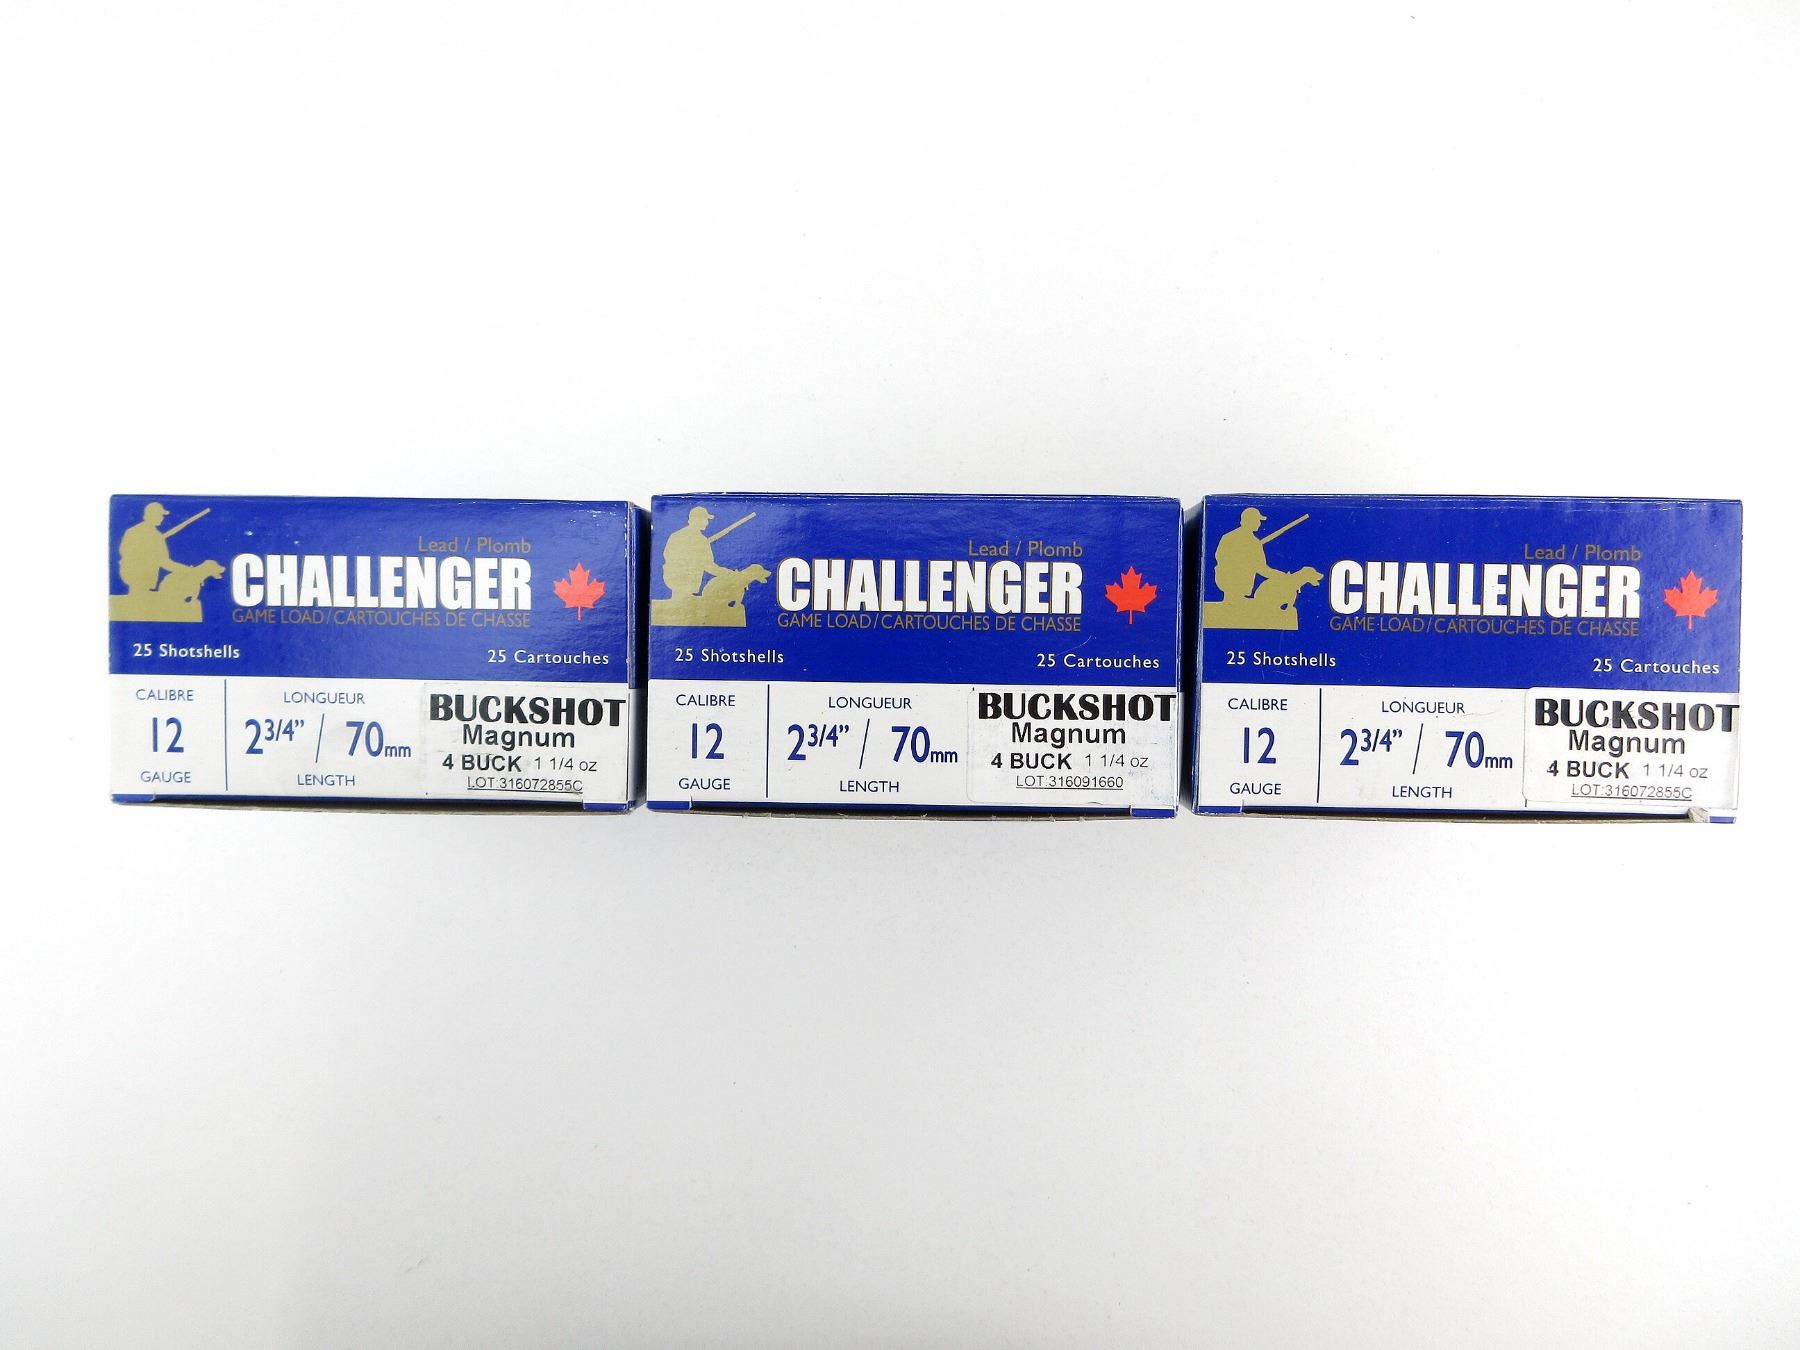 Lead / Plomb
CHALLENGER
GAME LOAD/CARTOUCHES DE CHASSE
25 Shotshells
25 Cartouches
CALIBRE
12
GAUGE
LONGUEUR
2 3/4" / 70mm
LENGTH
BUCKSHOT
Magnum
4 BUCK 1 1/4 oz
LOT:316072855C
Lead / Plomb
CHALLENGER
GAME LOAD/CARTOUCHES DE CHASSE
25 Shotshells
25 Cartouches
CALIBRE
12
GAUGE
LONGUEUR
2 3/4" / 70mm
LENGTH
BUCKSHOT
Magnum
4 BUCK 1 1/4 oz
LOT:316091660
Lead / Plomb
CHALLENGER
GAME LOAD/CARTOUCHES DE CHASSE
25 Shotshells
25 Cartouches
CALIBRE
12
GAUGE
LONGUEUR
2 3/4" / 70mm
LENGTH
BUCKSHOT
Magnum
4 BUCK 1 1/4 oz
LOT:316072855C